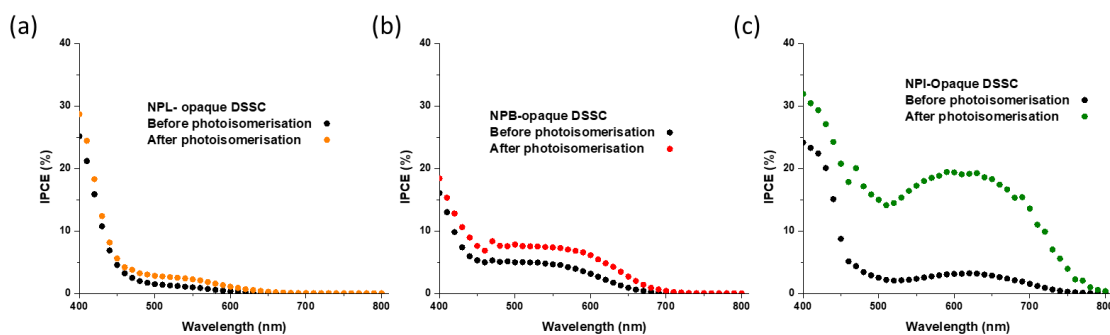 (a)
40
30
20
10
0
IPCE (%)
NPL- opaque DSSC
Before photoisomerisation
After photoisomerisation
400 500 600 700 800
Wavelength (nm)
(b)
40
30
20
10
0
IPCE (%)
NPB-opaque DSSC
Before photoisomerisation
After photoisomerisation
400 500 600 700 800
Wavelength (nm)
(c)
40
30
20
10
0
IPCE (%)
NPI-Opaque DSSC
Before photoisomerisation
After photoisomerisation
400 500 600 700 800
Wavelength (nm)